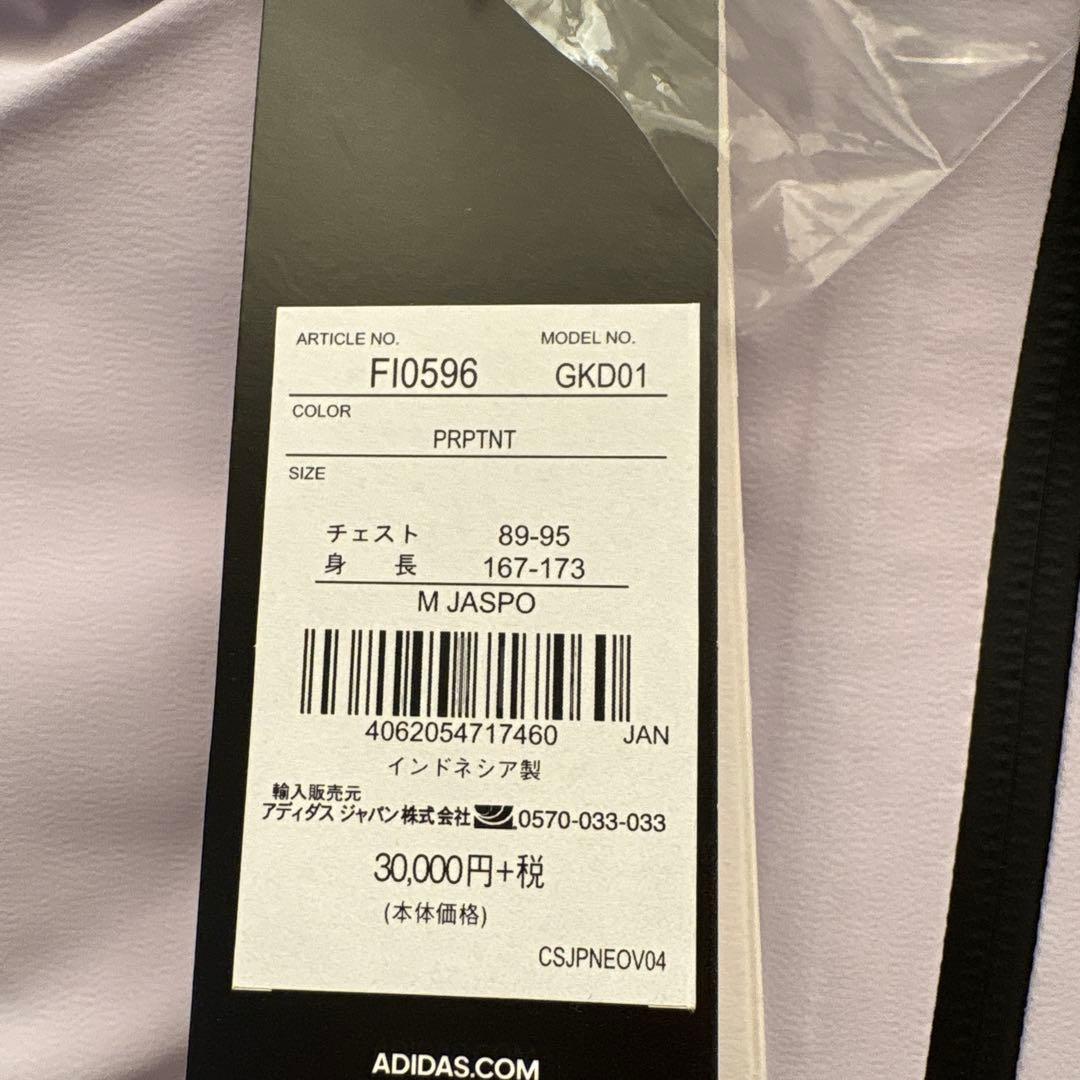 ARTICLE NO. MODEL NO.
FI0596 GKD01
COLOR
PRPTNT
SIZE
チェスト 89-95
身 長 167-173
M JASPO
4062054717460 JAN
インドネシア製
輸入販売元
アディダス ジャパン株式会社 0570-033-033
30,000円+税
(本体価格)
CSJPNEOV04
ADIDAS.COM